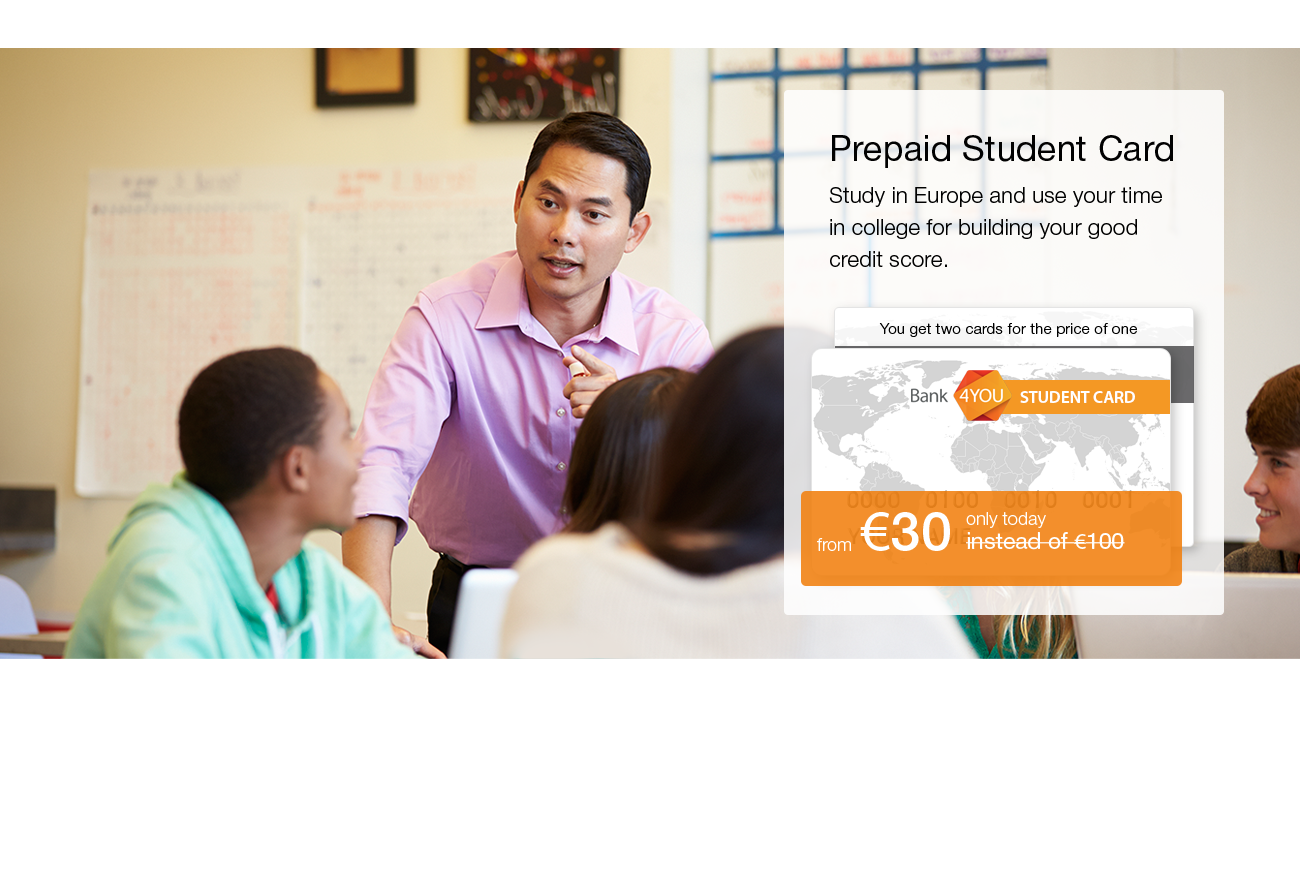 Prepaid Student Card
Study in Europe and use your time
in college for building your good
credit score.
You get two cards for the price of one
Bank 4YOU STUDENT CARD
0000 0100 0010 0001
from €30 only today
instead of €100